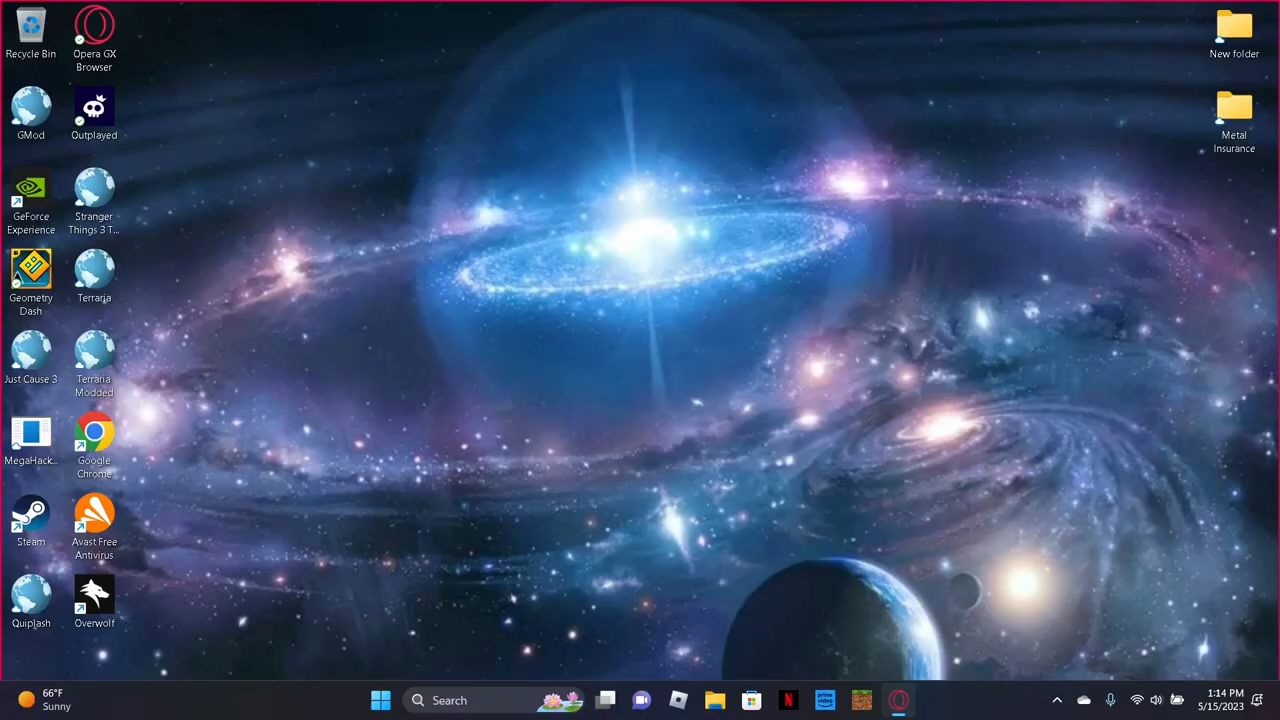 Recycle Bin
Opera GX
Browser
GMod
Outplayed
GeForce
Experience
Stranger
Things 3 T...
Geometry
Dash
Terraria
Just Cause 3
Terraria
Modded
MegaHack...
Google
Chrome
Steam
Avast Free
Antivirus
Quiplash
Overwolf
New folder
Metal
Insurance
66°F
Sunny
Search
N
prime
video
1:14 PM
5/15/2023